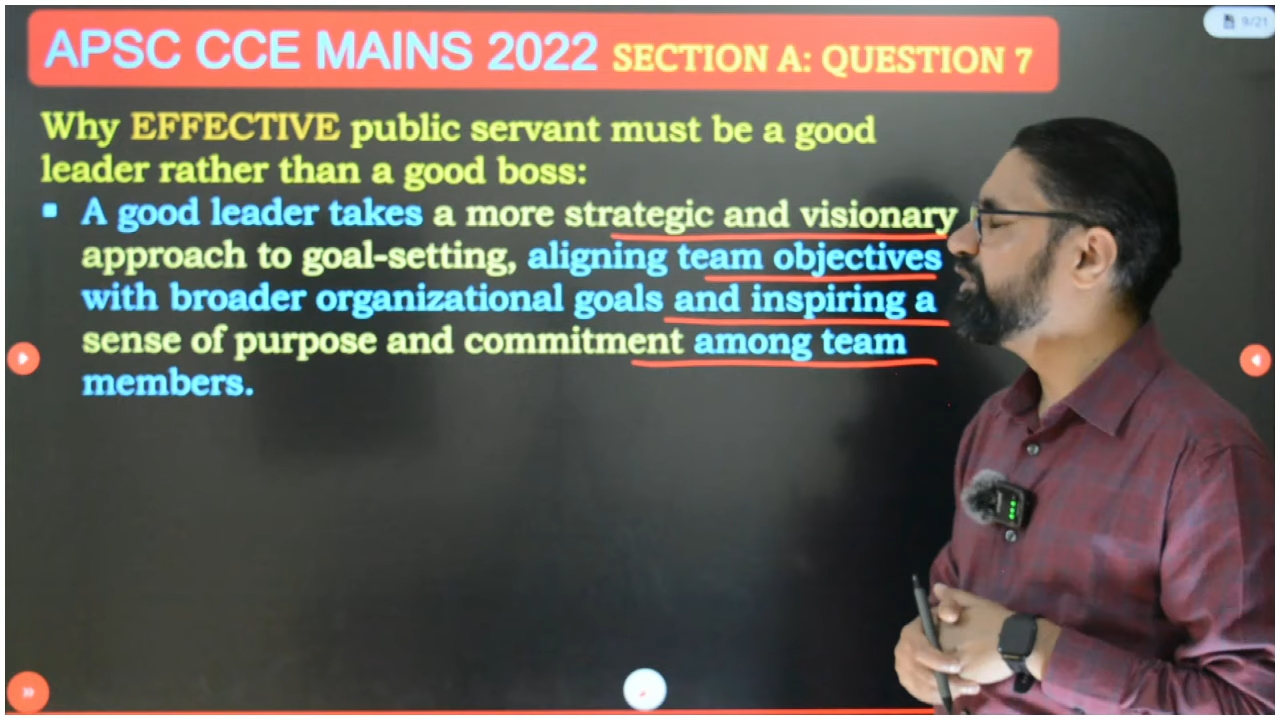 APSC CCE MAINS 2022 SECTION A: QUESTION 7
9/21
Why EFFECTIVE public servant must be a good
leader rather than a good boss:
▪ A good leader takes a more strategic and visionary
approach to goal-setting, aligning team objectives
with broader organizational goals and inspiring a
sense of purpose and commitment among team
members.